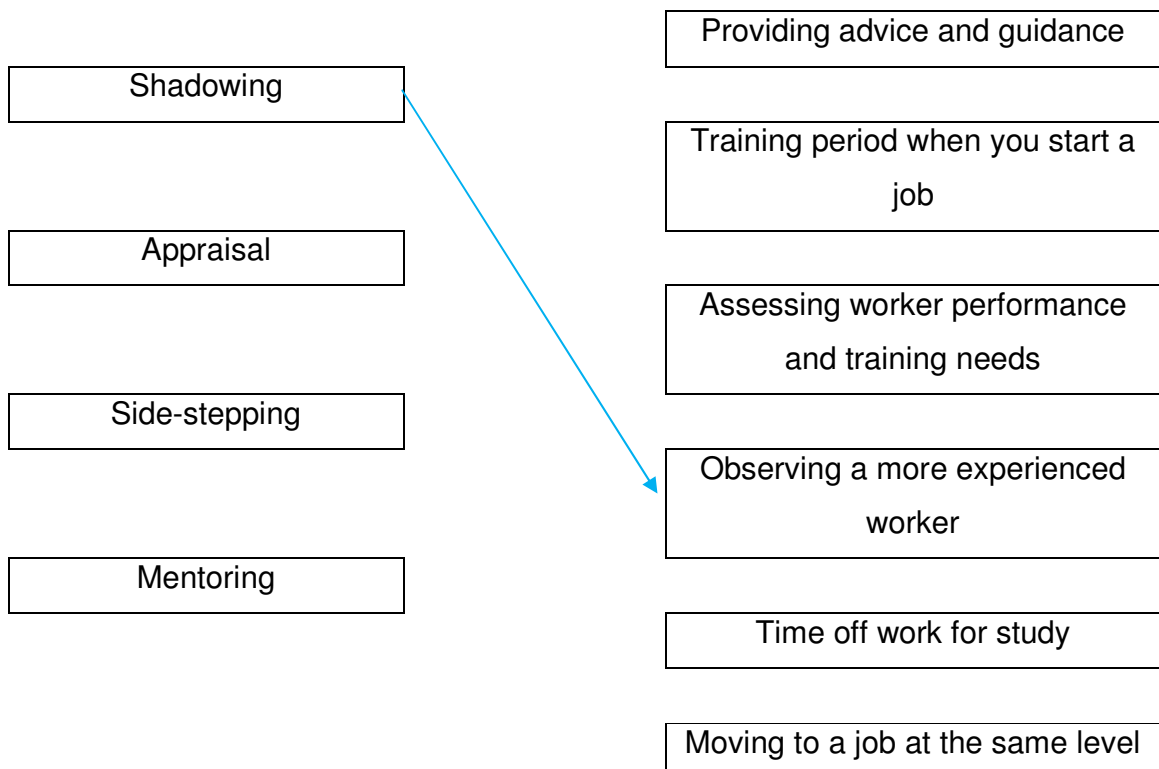 Shadowing
Appraisal
Side-stepping
Mentoring
Providing advice and guidance
Training period when you start a
job
Assessing worker performance
and training needs
Observing a more experienced
worker
Time off work for study
Moving to a job at the same level